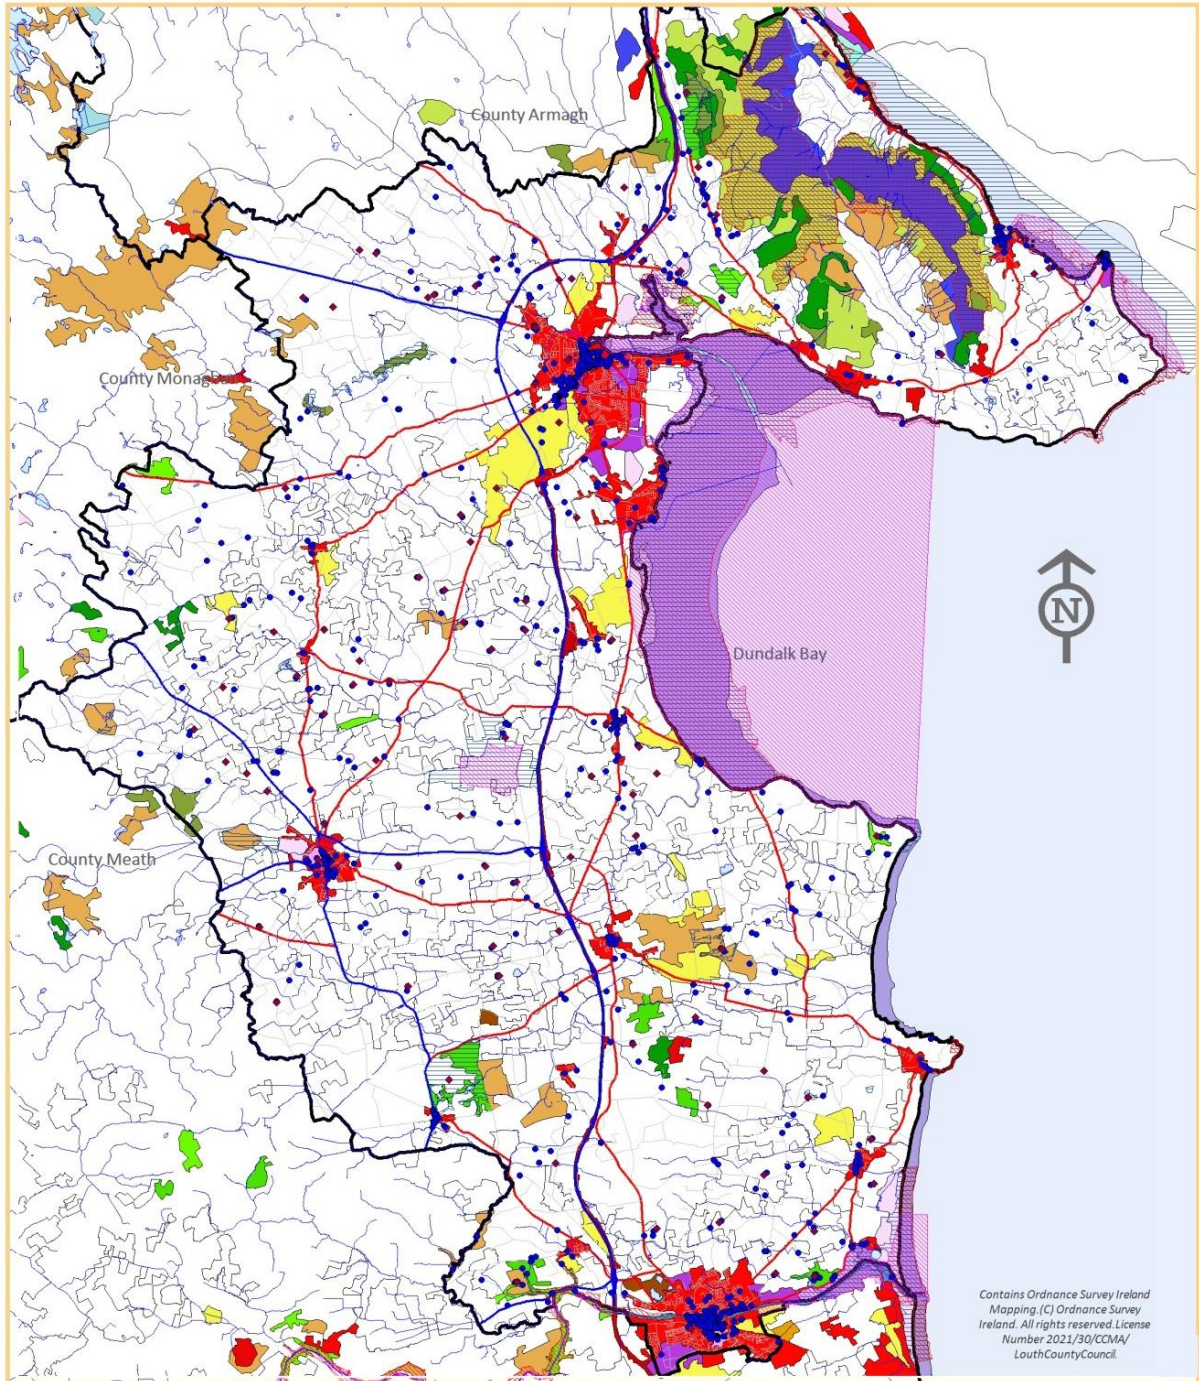 County Armagh
County Monaghan
N
Dundalk Bay
County Meath
Contains Ordnance Survey Ireland
Mapping.(C) Ordnance Survey
Ireland. All rights reserved.License
Number 2021/30/CCMA/
LouthCountyCouncil.